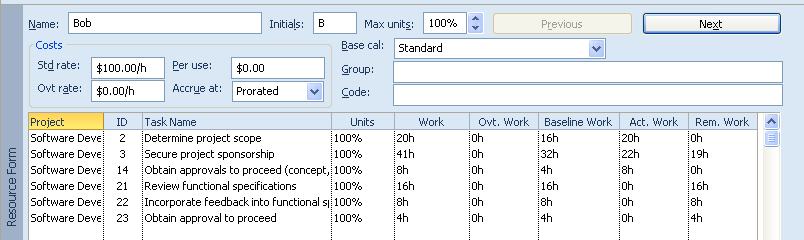 Name: Bob Initials: B Max units: 100% Previous Next
Costs Base cal: Standard
Std rate: $100.00/h Per use: $0.00 Group:
Ovt rate: $0.00/h Accrue at: Prorated Code:
Project ID Task Name Units Work Ovt. Work Baseline Work Act. Work Rem. Work
Software Deve 2 Determine project scope 100% 20h 0h 16h 20h 0h
Software Deve 3 Secure project sponsorship 100% 41h 0h 32h 22h 19h
Software Deve 14 Obtain approvals to proceed (concept, 100% 8h 0h 4h 8h 0h
Software Deve 21 Review functional specifications 100% 16h 0h 16h 0h 16h
Software Deve 22 Incorporate feedback into functional sp 100% 8h 0h 8h 0h 8h
Software Deve 23 Obtain approval to proceed 100% 4h 0h 4h 0h 4h
Resource Form